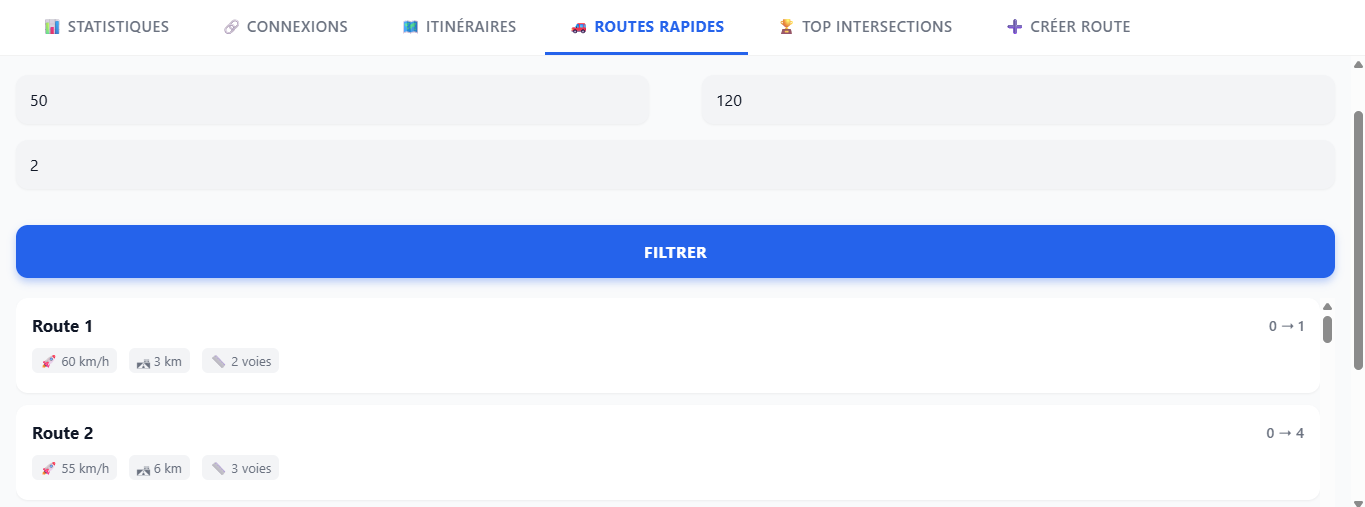 STATISTIQUES CONNEXIONS ITINÉRAIRES ROUTES RAPIDES TOP INTERSECTIONS CRÉER ROUTE
50 120
2
FILTRER
Route 1 0 → 1
60 km/h 3 km 2 voies
Route 2 0 → 4
55 km/h 6 km 3 voies